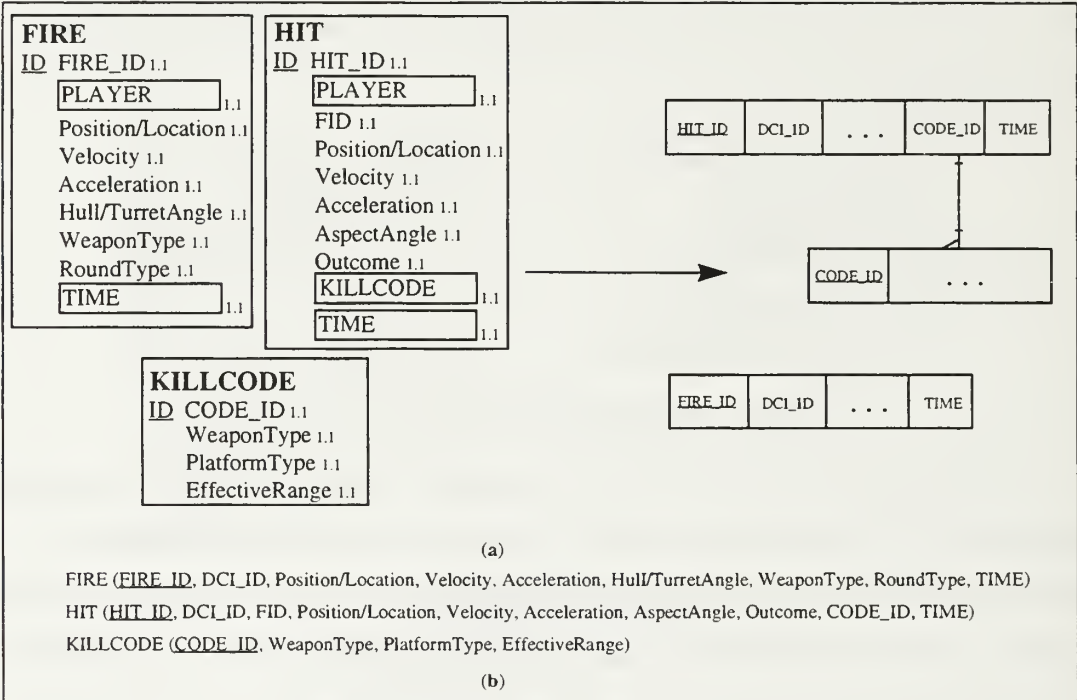 FIRE
ID FIRE_ID 1.1
PLAYER 1.1
Position/Location 1.1
Velocity 1.1
Acceleration 1.1
Hull/TurretAngle 1.1
WeaponType 1.1
RoundType 1.1
TIME 1.1
HIT
ID HIT_ID 1.1
PLAYER 1.1
FID 1.1
Position/Location 1.1
Velocity 1.1
Acceleration 1.1
AspectAngle 1.1
Outcome 1.1
KILLCODE 1.1
TIME 1.1
KILLCODE
ID CODE_ID 1.1
WeaponType 1.1
PlatformType 1.1
EffectiveRange 1.1
HIT_ID DCI_ID . . . CODE_ID TIME
CODE_ID . . .
FIRE_ID DCI_ID . . . TIME
(a)
FIRE (FIRE_ID, DCI_ID, Position/Location, Velocity, Acceleration, Hull/TurretAngle, WeaponType, RoundType, TIME)
HIT (HIT_ID, DCI_ID, FID, Position/Location, Velocity, Acceleration, AspectAngle, Outcome, CODE_ID, TIME)
KILLCODE (CODE_ID, WeaponType, PlatformType, EffectiveRange)
(b)